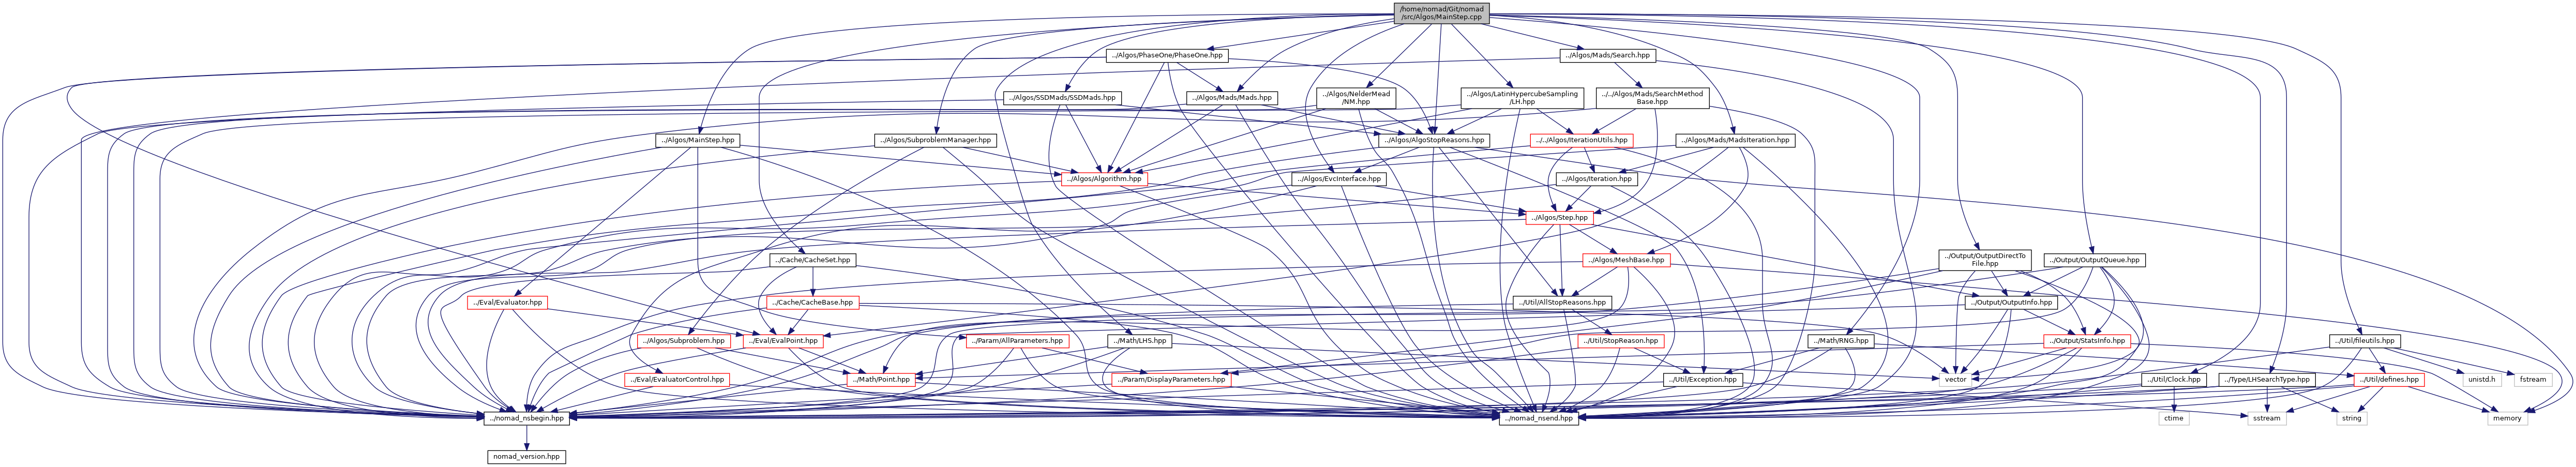 /home/nomad/Git/nomad
/src/Algos/MainStep.cpp
../Algos/PhaseOne/PhaseOne.hpp
../Algos/Mads/Search.hpp
../Algos/SSDMads/SSDMads.hpp
../Algos/Mads/Mads.hpp
../Algos/NelderMead
/NM.hpp
../Algos/LatinHypercubeSampling
/LH.hpp
../../Algos/Mads/SearchMethod
Base.hpp
../Algos/MainStep.hpp
../Algos/SubproblemManager.hpp
../Algos/AlgoStopReasons.hpp
../../Algos/IterationUtils.hpp
../Algos/Mads/MadsIteration.hpp
../Algos/Algorithm.hpp
../Algos/EvcInterface.hpp
../Algos/Iteration.hpp
../Algos/Step.hpp
../Cache/CacheSet.hpp
../Algos/MeshBase.hpp
../Output/OutputDirectTo
File.hpp
../Output/OutputQueue.hpp
../Eval/Evaluator.hpp
../Cache/CacheBase.hpp
../Util/AllStopReasons.hpp
../Output/OutputInfo.hpp
../Algos/Subproblem.hpp
../Eval/EvalPoint.hpp
../Param/AllParameters.hpp
../Math/LHS.hpp
../Util/StopReason.hpp
../Math/RNG.hpp
../Output/StatsInfo.hpp
../Util/fileutils.hpp
../Eval/EvaluatorControl.hpp
../Math/Point.hpp
../Param/DisplayParameters.hpp
../Util/Exception.hpp
vector
../Util/Clock.hpp
../Type/LHSearchType.hpp
../Util/defines.hpp
unistd.h
fstream
../nomad_nsbegin.hpp
../nomad_nsend.hpp
ctime
sstream
string
memory
nomad_version.hpp